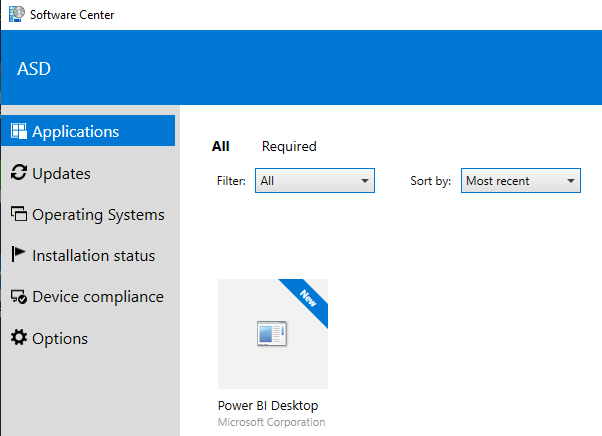 Software Center
ASD
Applications
Updates
Operating Systems
Installation status
Device compliance
Options
All Required
Filter: All Sort by: Most recent
New
Power BI Desktop
Microsoft Corporation